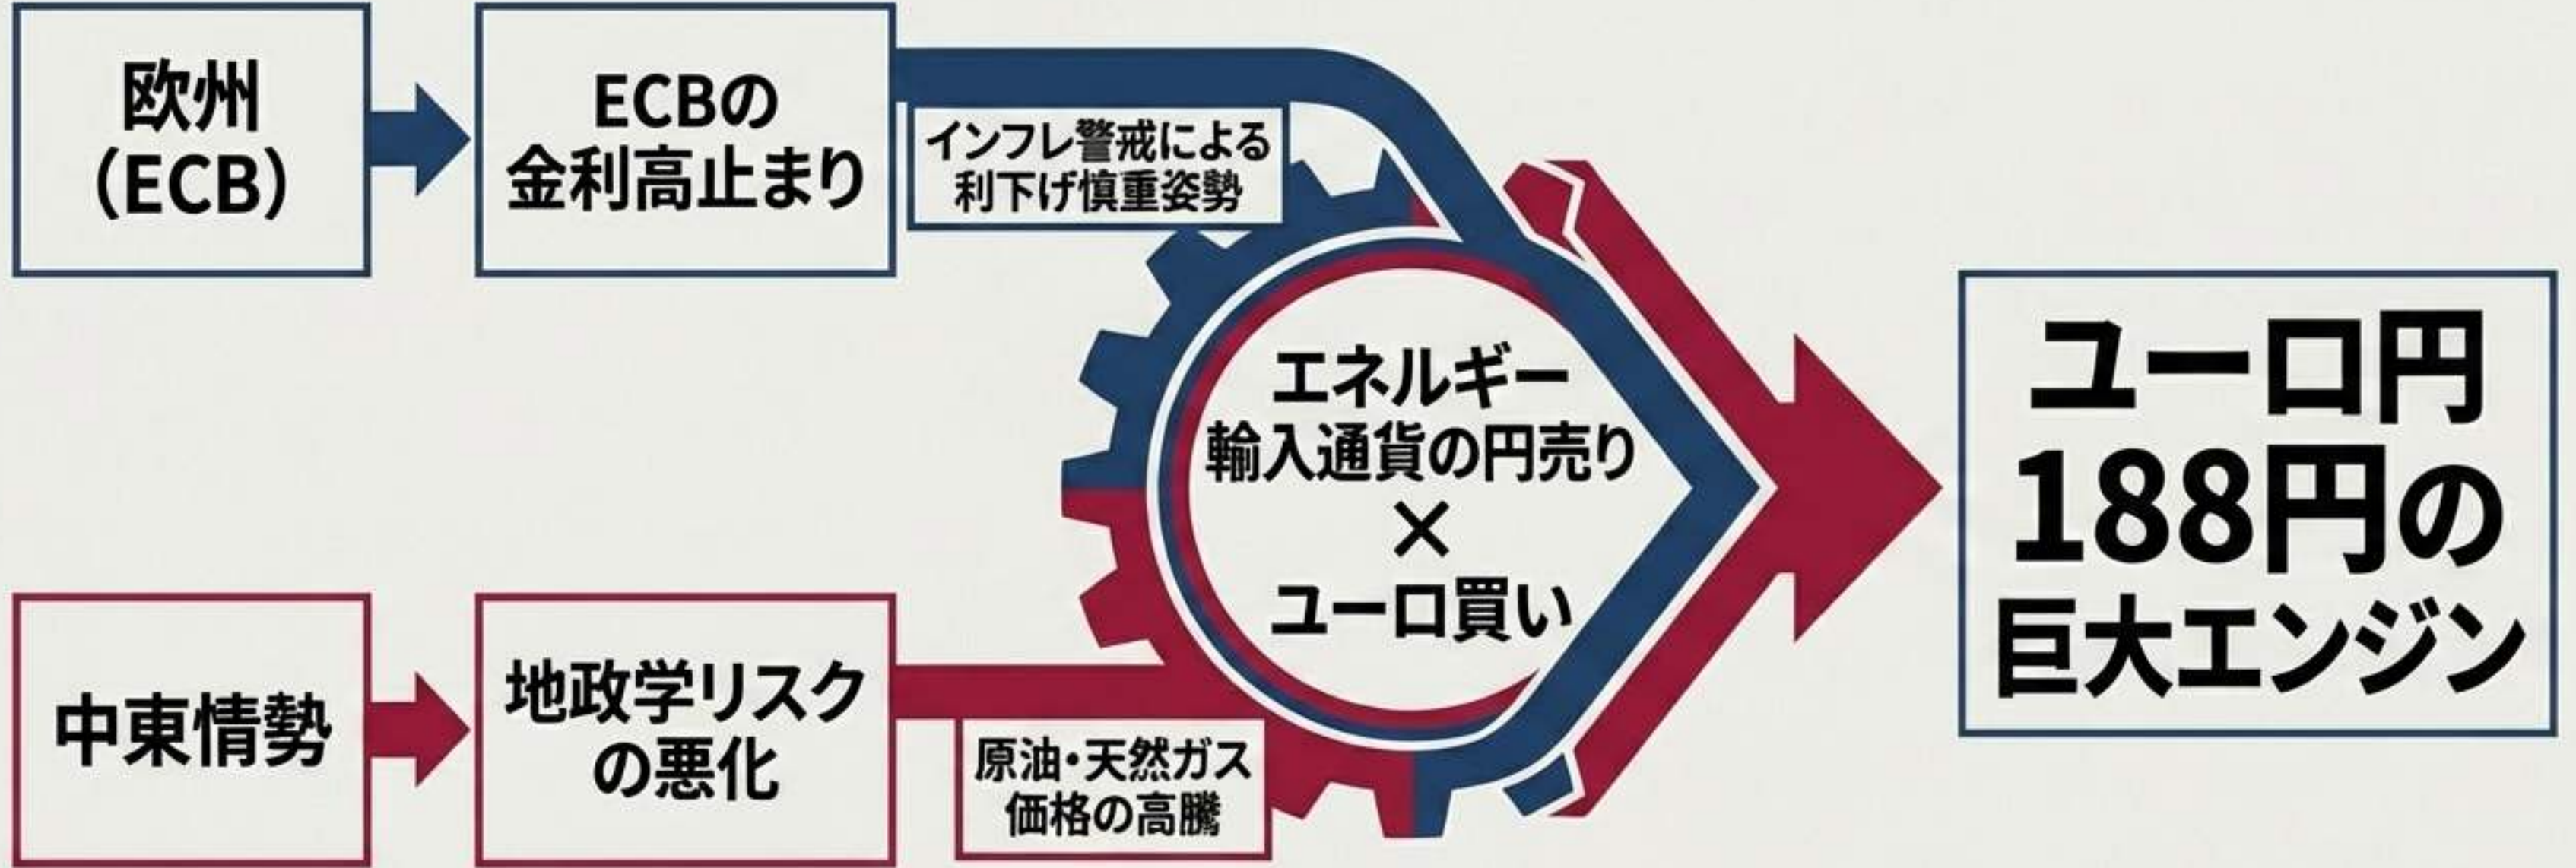 欧州
（ECB）
ECBの
金利高止まり
インフレ警戒による
利下げ慎重姿勢
中東情勢
地政学リスク
の悪化
原油・天然ガス
価格の高騰
エネルギー
輸入通貨の円売り
×
ユーロ買い
ユーロ円
188円の
巨大エンジン